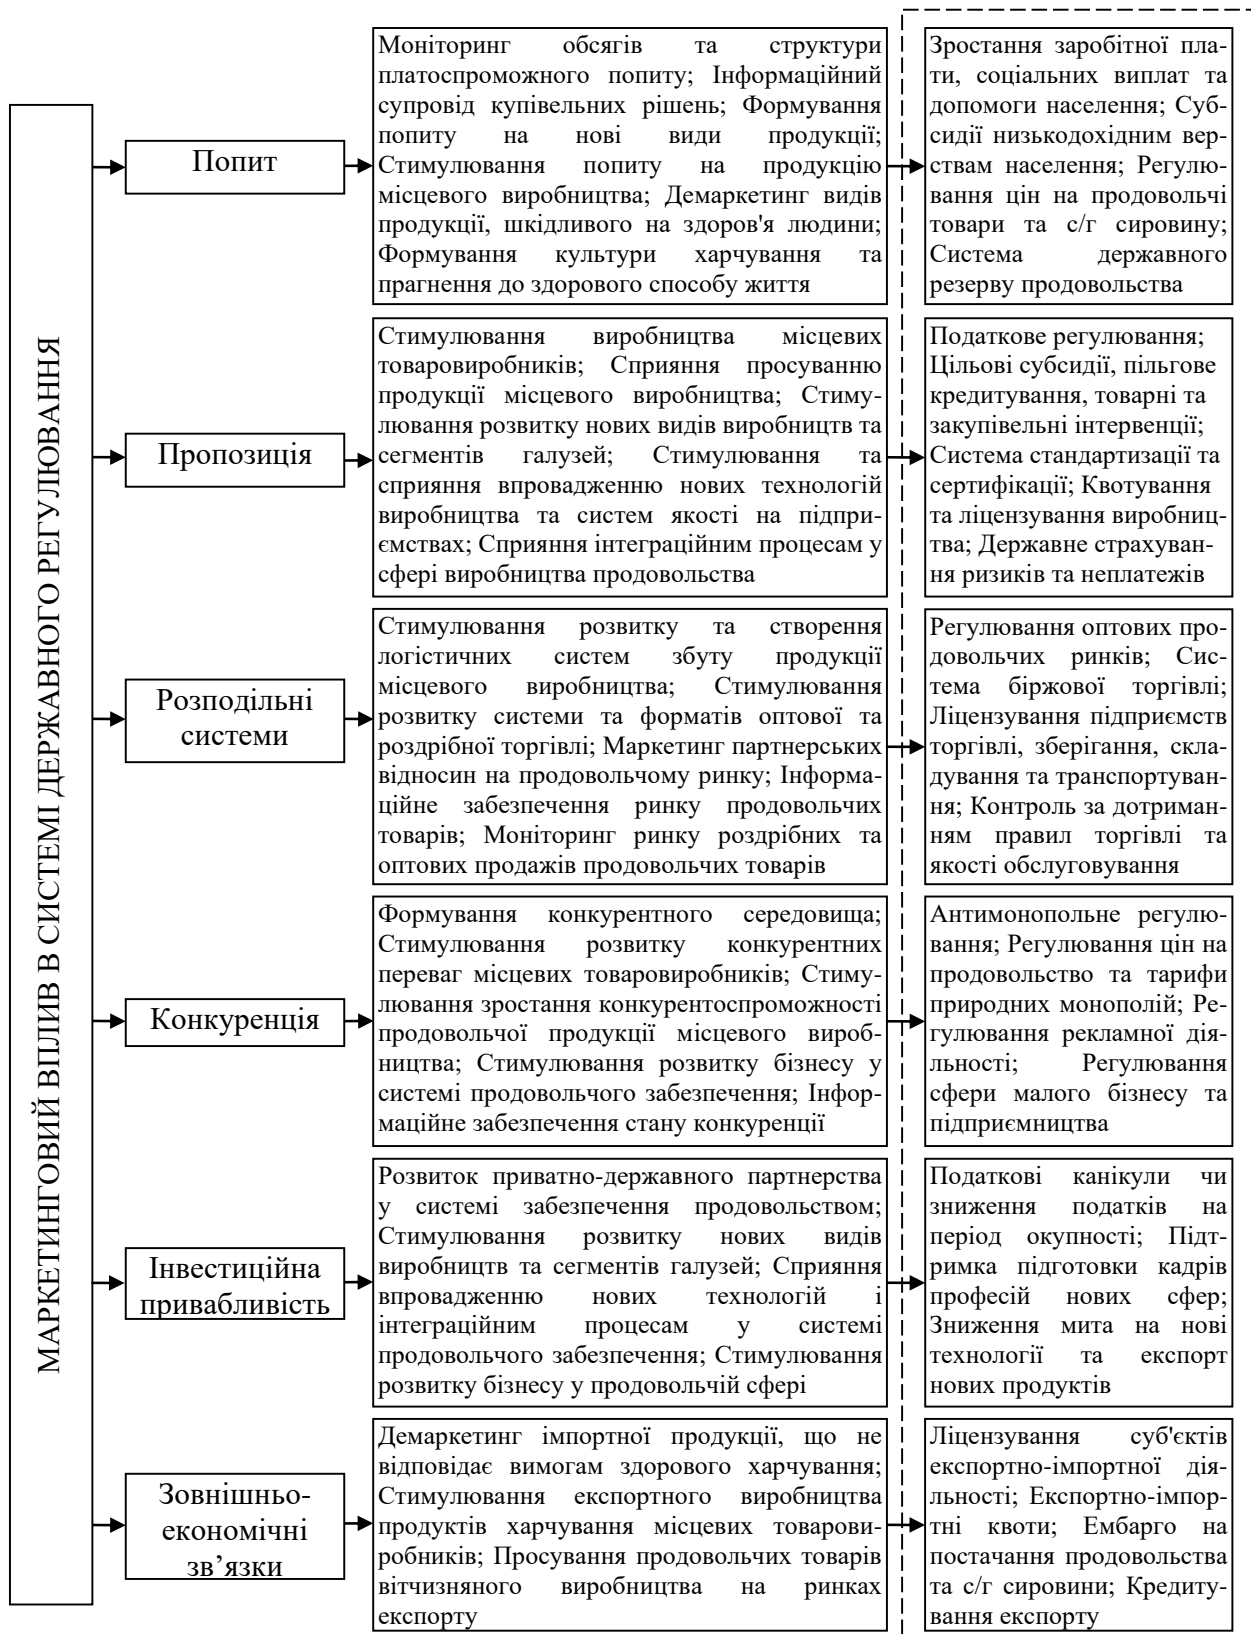 МАРКЕТИНГОВИЙ ВПЛИВ В СИСТЕМІ ДЕРЖАВНОГО РЕГУЛЮВАННЯ
Попит
Моніторинг обсягів та структури
платоспроможного попиту; Інформаційний
супровід купівельних рішень; Формування
попиту на нові види продукції;
Стимулювання попиту на продукцію
місцевого виробництва; Демаркетинг видів
продукції, шкідливого на здоров'я людини;
Формування культури харчування та
прагнення до здорового способу життя
Зростання заробітної пла-
ти, соціальних виплат та
допомоги населення; Суб-
сидії низькодохідним вер-
ствам населення; Регулю-
вання цін на продовольчі
товари та с/г сировину;
Система державного
резерву продовольства
Пропозиція
Стимулювання виробництва місцевих
товаровиробників; Сприяння просуванню
продукції місцевого виробництва; Стиму-
лювання розвитку нових видів виробництв та
сегментів галузей; Стимулювання та
сприяння впровадженню нових технологій
виробництва та систем якості на підпри-
ємствах; Сприяння інтеграційним процесам у
сфері виробництва продовольства
Податкове регулювання;
Цільові субсидії, пільгове
кредитування, товарні та
закупівельні інтервенції;
Система стандартизації та
сертифікації; Квотування
та ліцензування виробниц-
тва; Державне страхуван-
ня ризиків та неплатежів
Розподільні
системи
Стимулювання розвитку та створення
логістичних систем збуту продукції
місцевого виробництва; Стимулювання
розвитку системи та форматів оптової та
роздрібної торгівлі; Маркетинг партнерських
відносин на продовольчому ринку; Інформа-
ційне забезпечення ринку продовольчих
товарів; Моніторинг ринку роздрібних та
оптових продажів продовольчих товарів
Регулювання оптових про-
довольчих ринків; Сис-
тема біржової торгівлі;
Ліцензування підприємств
торгівлі, зберігання, скла-
дування та транспортуван-
ня; Контроль за дотриман-
ням правил торгівлі та
якості обслуговування
Конкуренція
Формування конкурентного середовища;
Стимулювання розвитку конкурентних
переваг місцевих товаровиробників; Стиму-
лювання зростання конкурентоспроможності
продовольчої продукції місцевого вироб-
ництва; Стимулювання розвитку бізнесу у
системі продовольчого забезпечення; Інфор-
маційне забезпечення стану конкуренції
Антимонопольне регулю-
вання; Регулювання цін на
продовольство та тарифи
природних монополій; Ре-
гулювання рекламної дія-
льності; Регулювання
сфери малого бізнесу та
підприємництва
Інвестиційна
привабливість
Розвиток приватно-державного партнерства
у системі забезпечення продовольством;
Стимулювання розвитку нових видів
виробництв та сегментів галузей; Сприяння
впровадженню нових технологій і
інтеграційним процесам у системі
продовольчого забезпечення; Стимулювання
розвитку бізнесу у продовольчій сфері
Податкові канікули чи
зниження податків на
період окупності; Підт-
римка підготовки кадрів
професій нових сфер;
Зниження мита на нові
технології та експорт
нових продуктів
Зовнішньо-
економічні
зв’язки
Демаркетинг імпортної продукції, що не
відповідає вимогам здорового харчування;
Стимулювання експортного виробництва
продуктів харчування місцевих товарови-
робників; Просування продовольчих товарів
вітчизняного виробництва на ринках
експорту
Ліцензування суб'єктів
експортно-імпортної дія-
льності; Експортно-імпор-
тні квоти; Ембарго на
постачання продовольства
та с/г сировини; Кредиту-
вання експорту